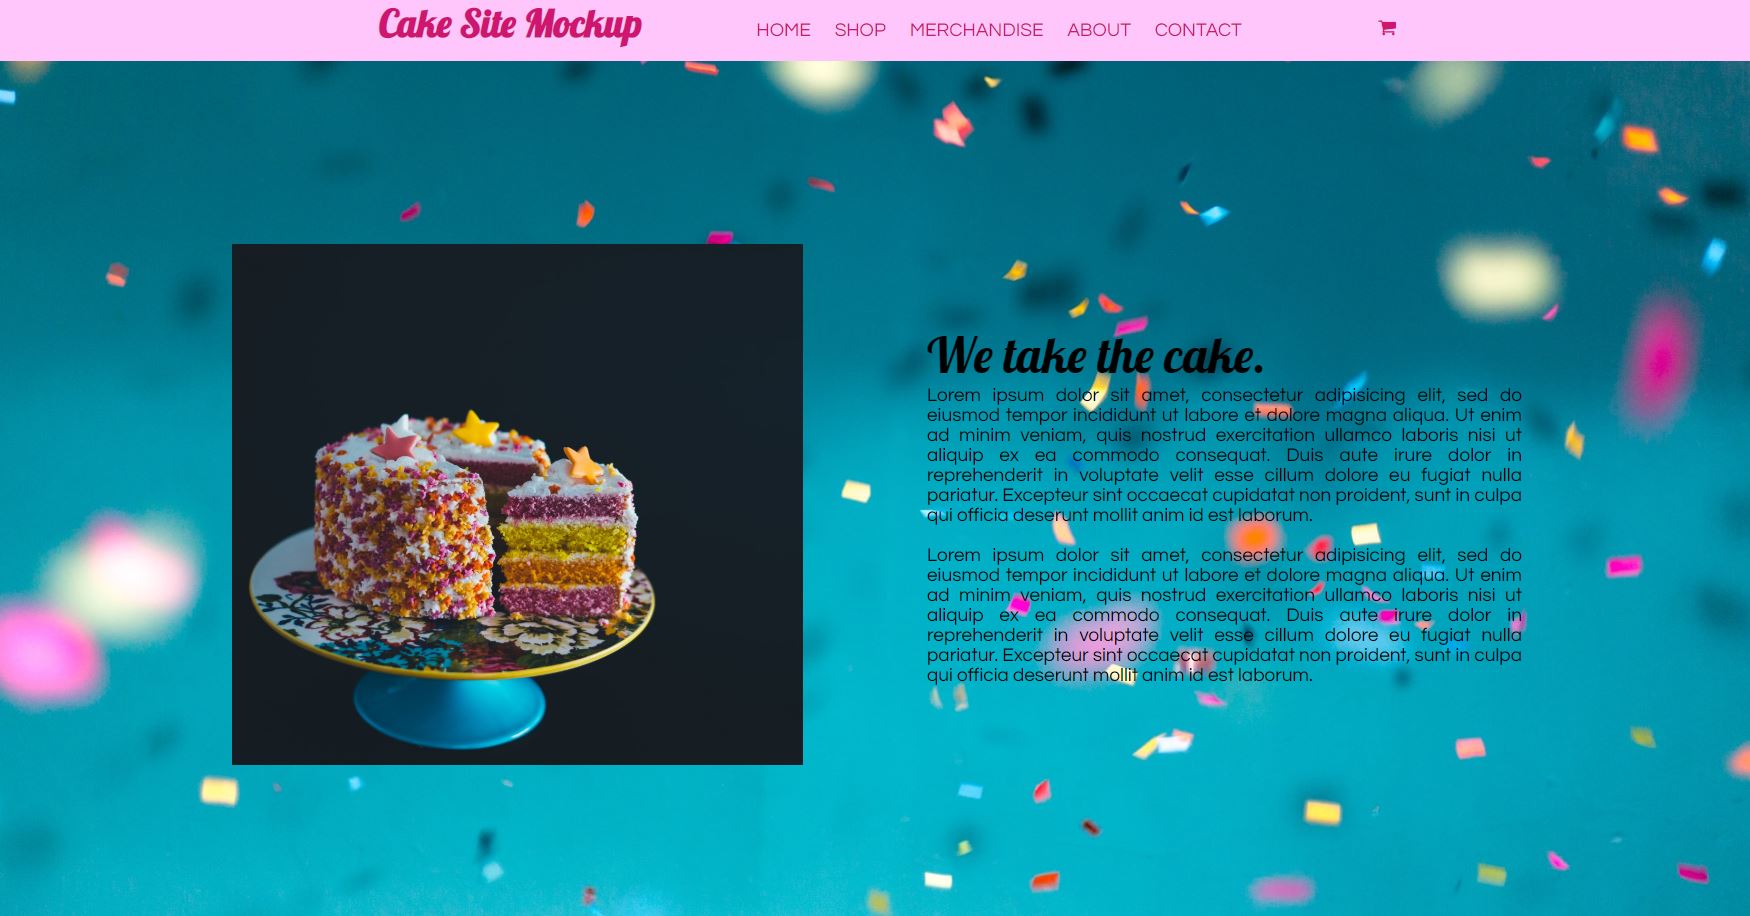 Cake Site Mockup
HOME SHOP MERCHANDISE ABOUT CONTACT
We take the cake.
Lorem ipsum dolor sit amet, consectetur adipisicing elit, sed do
eiusmod tempor incididunt ut labore et dolore magna aliqua. Ut enim
ad minim veniam, quis nostrud exercitation ullamco laboris nisi ut
aliquip ex ea commodo consequat. Duis aute irure dolor in
reprehenderit in voluptate velit esse cillum dolore eu fugiat nulla
pariatur. Excepteur sint occaecat cupidatat non proident, sunt in culpa
qui officia deserunt mollit anim id est laborum.
Lorem ipsum dolor sit amet, consectetur adipisicing elit, sed do
eiusmod tempor incididunt ut labore et dolore magna aliqua. Ut enim
ad minim veniam, quis nostrud exercitation ullamco laboris nisi ut
aliquip ex ea commodo consequat. Duis aute irure dolor in
reprehenderit in voluptate velit esse cillum dolore eu fugiat nulla
pariatur. Excepteur sint occaecat cupidatat non proident, sunt in culpa
qui officia deserunt mollit anim id est laborum.